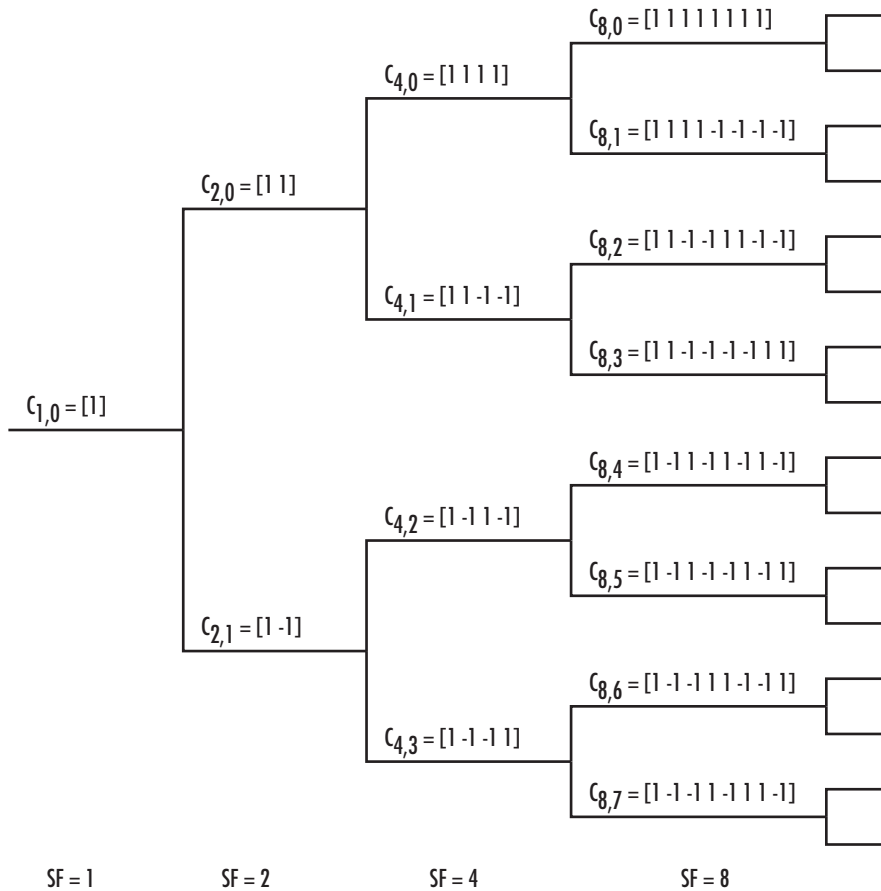 C8,0 = [1 1 1 1 1 1 1 1]
C4,0 = [1 1 1 1]
C8,1 = [1 1 1 1 -1 -1 -1 -1]
C2,0 = [1 1]
C8,2 = [1 1 -1 -1 1 1 -1 -1]
C4,1 = [1 1 -1 -1]
C8,3 = [1 1 -1 -1 -1 -1 1 1]
C1,0 = [1]
C8,4 = [1 -1 1 -1 1 -1 1 -1]
C4,2 = [1 -1 1 -1]
C8,5 = [1 -1 1 -1 -1 1 -1 1]
C2,1 = [1 -1]
C8,6 = [1 -1 -1 1 1 -1 -1 1]
C4,3 = [1 -1 -1 1]
C8,7 = [1 -1 -1 1 -1 1 1 -1]
SF = 1 SF = 2 SF = 4 SF = 8